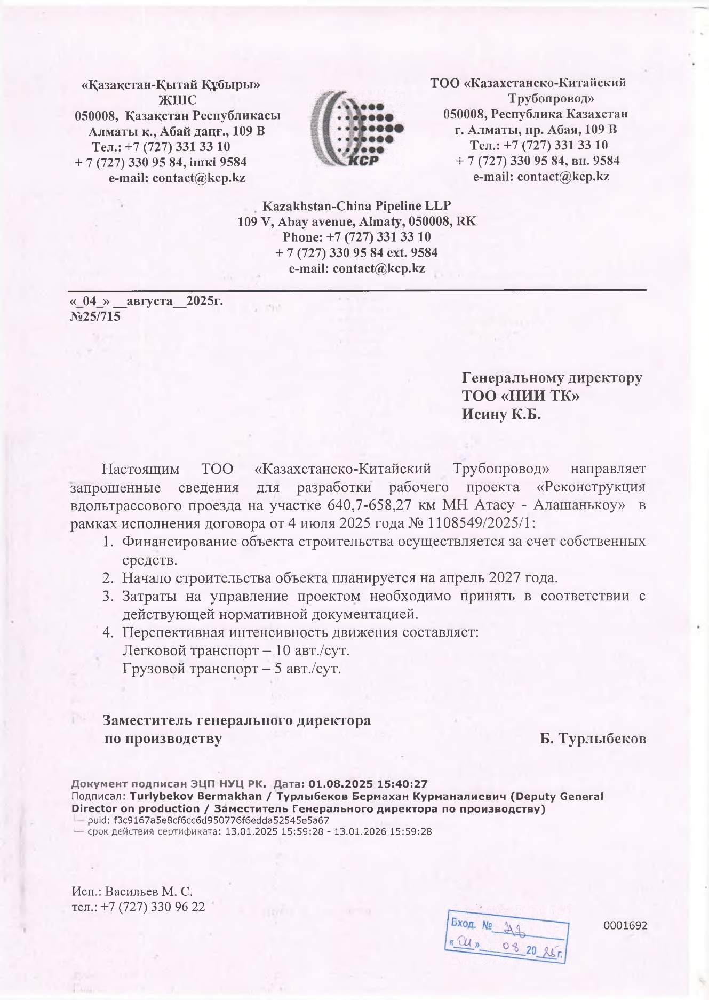 «Қазақстан-Қытай Құбыры»
ЖШС
050008, Қазақстан Республикасы
Алматы қ., Абай даңғ., 109 В
Тел.: +7 (727) 331 33 10
+ 7 (727) 330 95 84, ішкі 9584
e-mail: contact@kcp.kz
KCP
ТОО «Казахстанско-Китайский
Трубопровод»
050008, Республика Казахстан
г. Алматы, пр. Абая, 109 В
Тел.: +7 (727) 331 33 10
+ 7 (727) 330 95 84, вн. 9584
e-mail: contact@kcp.kz
Kazakhstan-China Pipeline LLP
109 V, Abay avenue, Almaty, 050008, RK
Phone: +7 (727) 331 33 10
+ 7 (727) 330 95 84 ext. 9584
e-mail: contact@kcp.kz
«_04_» __августа__2025г.
№25/715
Генеральному директору
ТОО «НИИ ТК»
Исину К.Б.
Настоящим ТОО «Казахстанско-Китайский Трубопровод» направляет
запрошенные сведения для разработки рабочего проекта «Реконструкция
вдольтрассового проезда на участке 640,7-658,27 км МН Атасу - Алашанькоу» в
рамках исполнения договора от 4 июля 2025 года № 1108549/2025/1:
1. Финансирование объекта строительства осуществляется за счет собственных
средств.
2. Начало строительства объекта планируется на апрель 2027 года.
3. Затраты на управление проектом необходимо принять в соответствии с
действующей нормативной документацией.
4. Перспективная интенсивность движения составляет:
Легковой транспорт – 10 авт./сут.
Грузовой транспорт – 5 авт./сут.
Заместитель генерального директора
по производству Б. Турлыбеков
Документ подписан ЭЦП НУЦ РК. Дата: 01.08.2025 15:40:27
Подписал: Turlybekov Bermakhan / Турлыбеков Бермахан Курманалиевич (Deputy General
Director on production / Заместитель Генерального директора по производству)
puid: f3c9167a5e8cf6cc6d950776f6edda52545e5a67
срок действия сертификата: 13.01.2025 15:59:28 - 13.01.2026 15:59:28
Исп.: Васильев М. С.
тел.: +7 (727) 330 96 22
Вход. №
« » 08 20 25 г.
0001692